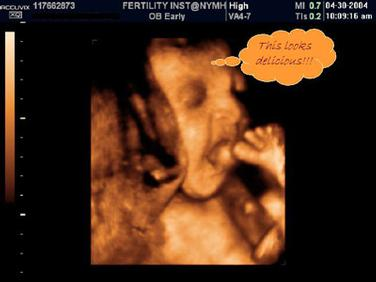 ACCUVIX 117662873 FERTILITY INST@NYMH High MI 0.7 04-30-2004
OB Early VA4-7 TIs 0.2 10:09:16 am
This looks
delicious!!!